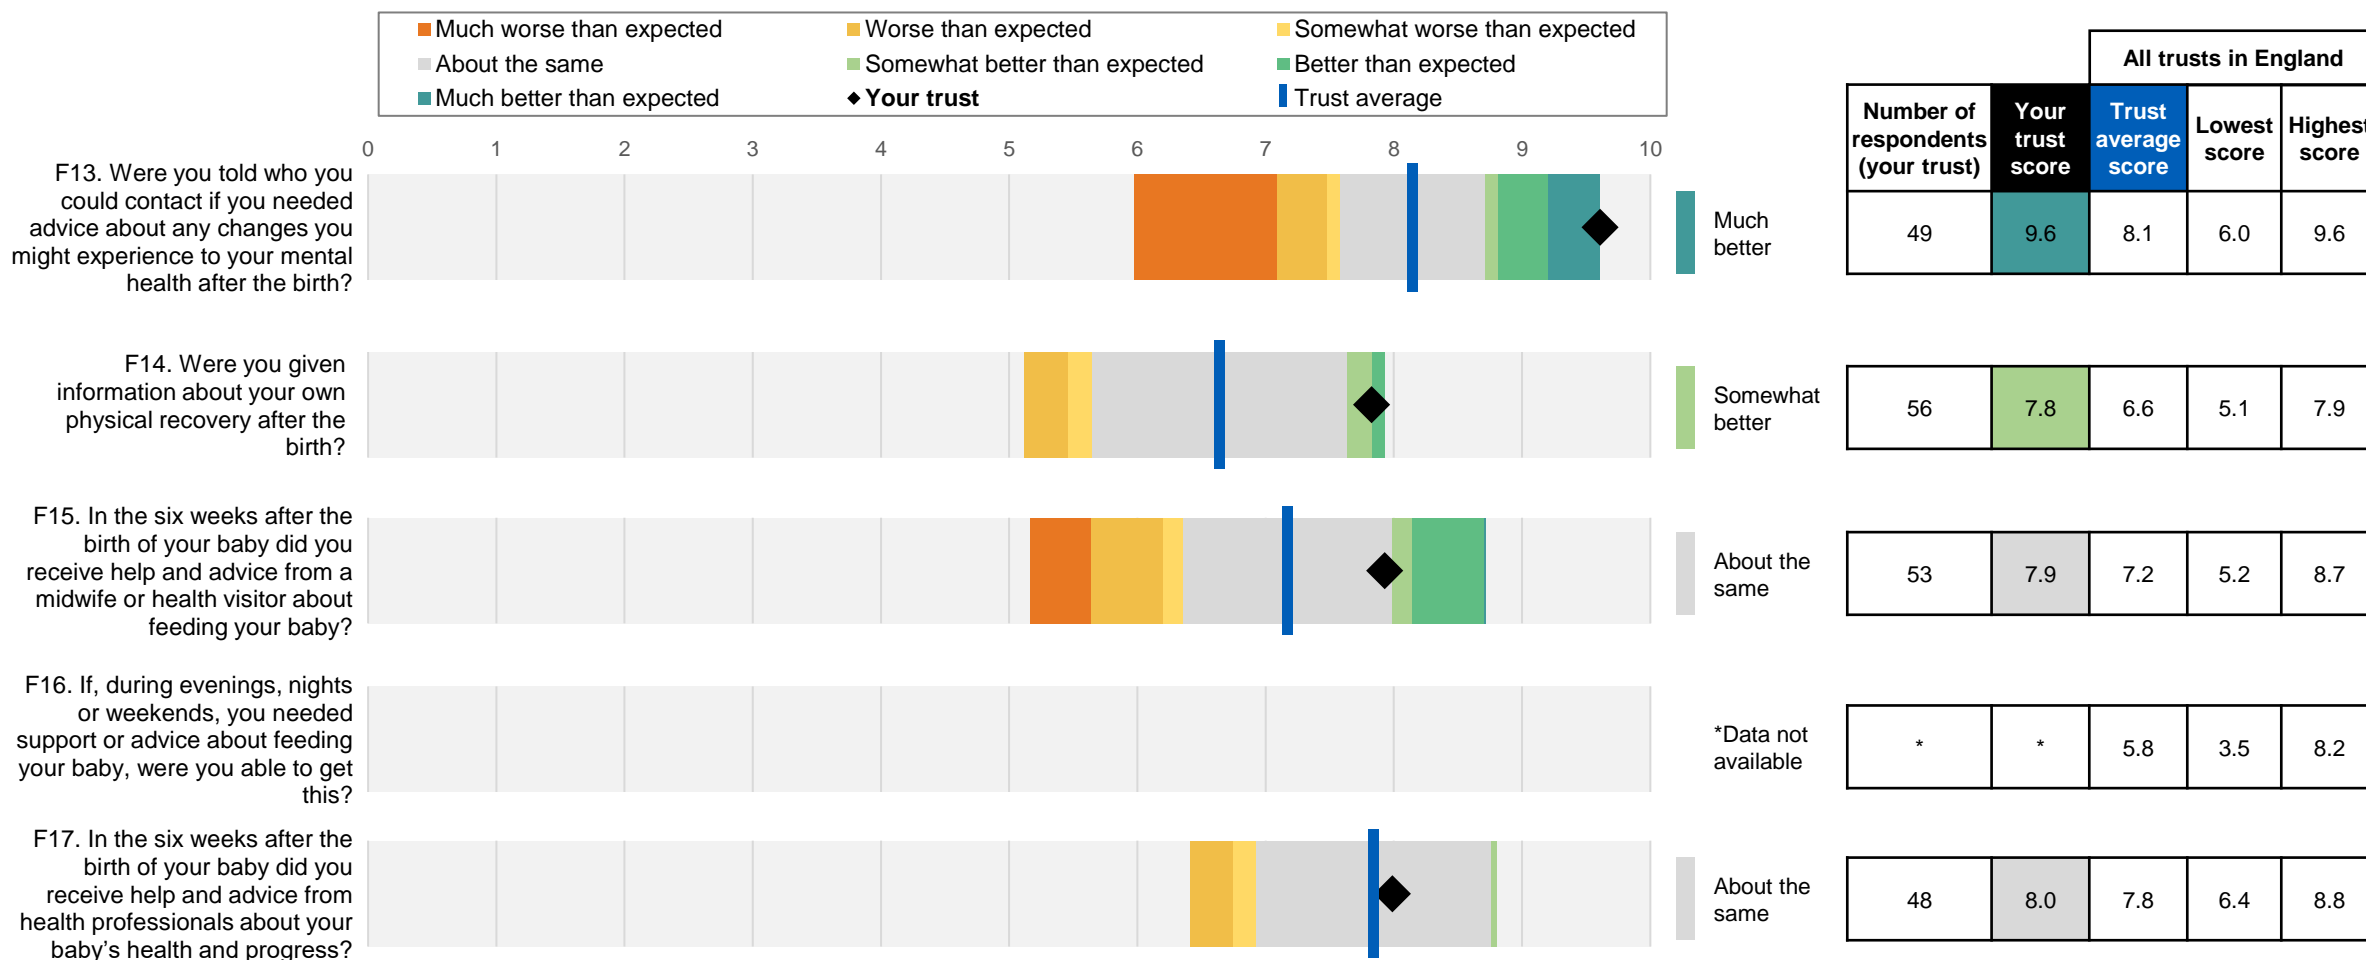 Much worse than expected
Worse than expected
Somewhat worse than expected
About the same
Somewhat better than expected
Better than expected
Much better than expected
Your trust
Trust average
All trusts in England
Number of
respondents
(your trust)
Your
trust
score
Trust
average
score
Lowest
score
Highest
score
0 1 2 3 4 5 6 7 8 9 10
F13. Were you told who you
could contact if you needed
advice about any changes you
might experience to your mental
health after the birth?
Much
better
49 9.6 8.1 6.0 9.6
F14. Were you given
information about your own
physical recovery after the
birth?
Somewhat
better
56 7.8 6.6 5.1 7.9
F15. In the six weeks after the
birth of your baby did you
receive help and advice from a
midwife or health visitor about
feeding your baby?
About the
same
53 7.9 7.2 5.2 8.7
F16. If, during evenings, nights
or weekends, you needed
support or advice about feeding
your baby, were you able to get
this?
*Data not
available
* * 5.8 3.5 8.2
F17. In the six weeks after the
birth of your baby did you
receive help and advice from
health professionals about your
baby’s health and progress?
About the
same
48 8.0 7.8 6.4 8.8